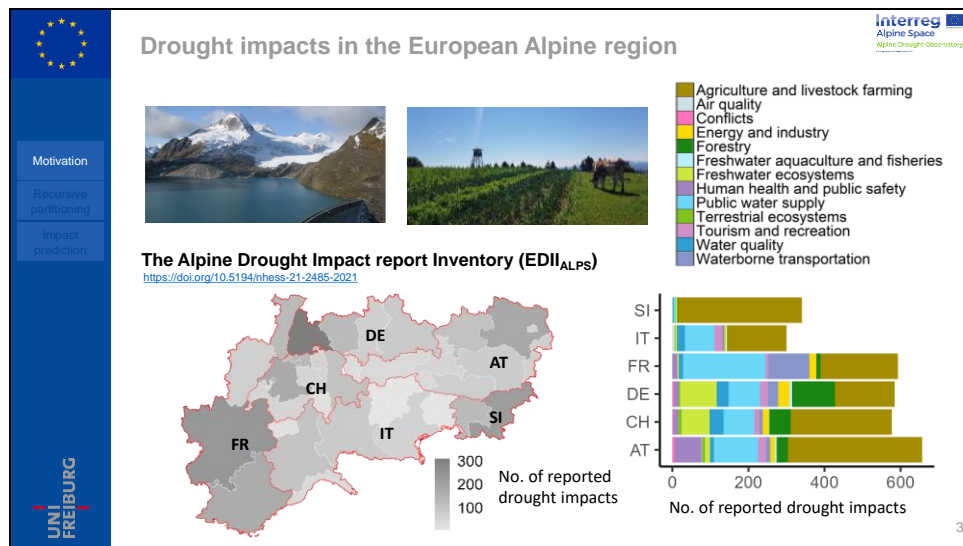 Drought impacts in the European Alpine region
Interreg
Alpine Space
Alpine Drought Observatory
Motivation
Recursive
partitioning
Impact
prediction
Agriculture and livestock farming
Air quality
Conflicts
Energy and industry
Forestry
Freshwater aquaculture and fisheries
Freshwater ecosystems
Human health and public safety
Public water supply
Terrestrial ecosystems
Tourism and recreation
Water quality
Waterborne transportation
The Alpine Drought Impact report Inventory (EDIIALPS)
https://doi.org/10.5194/nhess-21-2485-2021
DE
AT
CH
SI
IT
FR
300
200
100
No. of reported
drought impacts
SI
IT
FR
DE
CH
AT
0 200 400 600
No. of reported drought impacts
UNI
FREIBURG
3